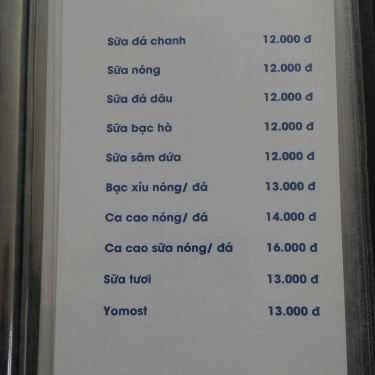 Sữa đá chanh 12.000 đ
Sữa nóng 12.000 đ
Sữa đá dâu 12.000 đ
Sữa bạc hà 12.000 đ
Sữa sâm dứa 12.000 đ
Bạc xỉu nóng/ đá 13.000 đ
Ca cao nóng/ đá 14.000 đ
Ca cao sữa nóng/ đá 16.000 đ
Sữa tươi 13.000 đ
Yomost 13.000 đ